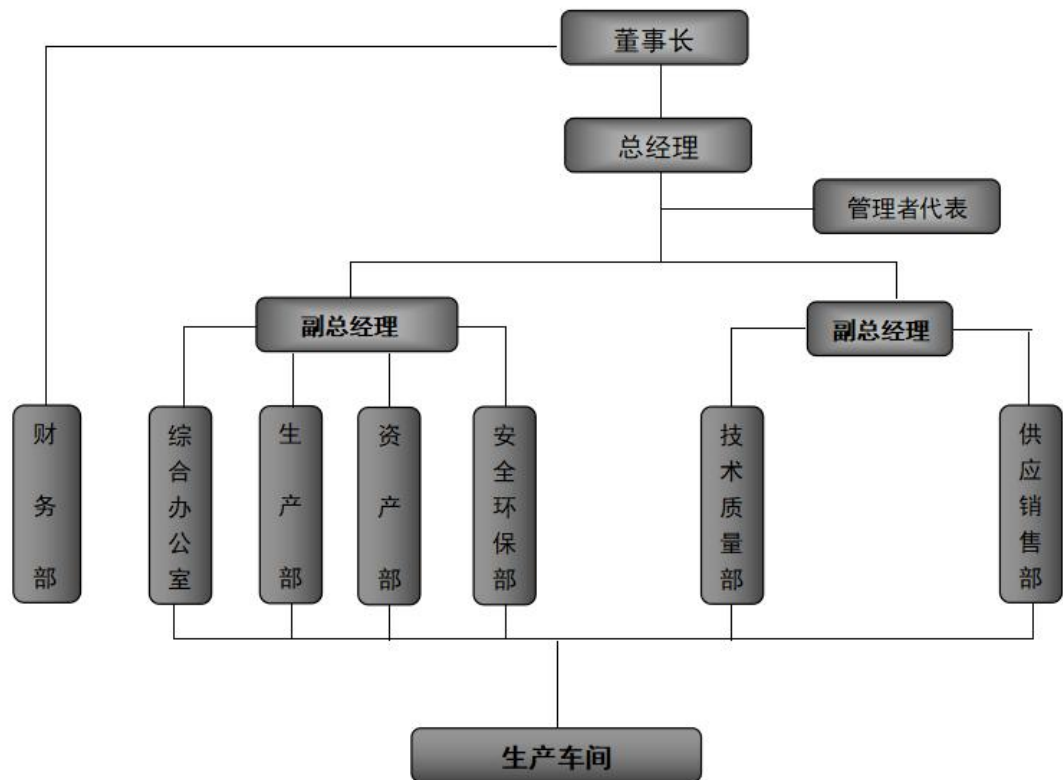 董事长
总经理
管理者代表
副总经理
副总经理
财务部
综合办公室
生产部
资产部
安全环保部
技术质量部
供应销售部
生产车间